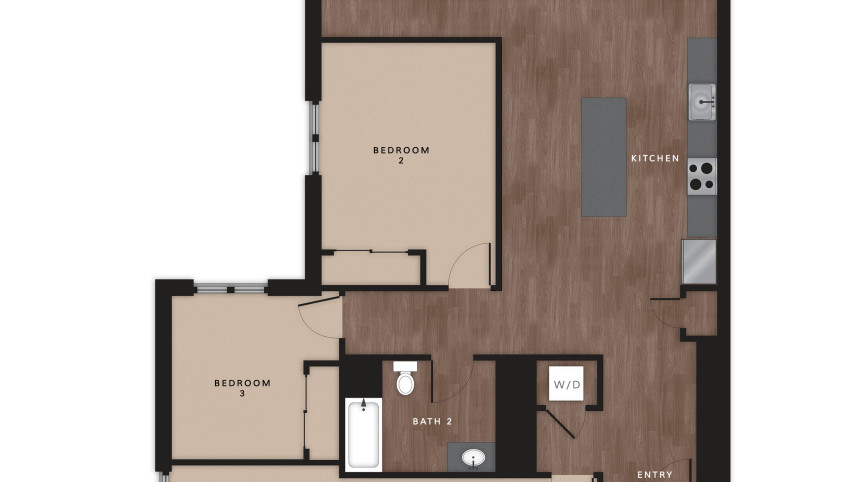 BEDROOM
2
KITCHEN
BEDROOM
3
W/D
BATH 2
ENTRY